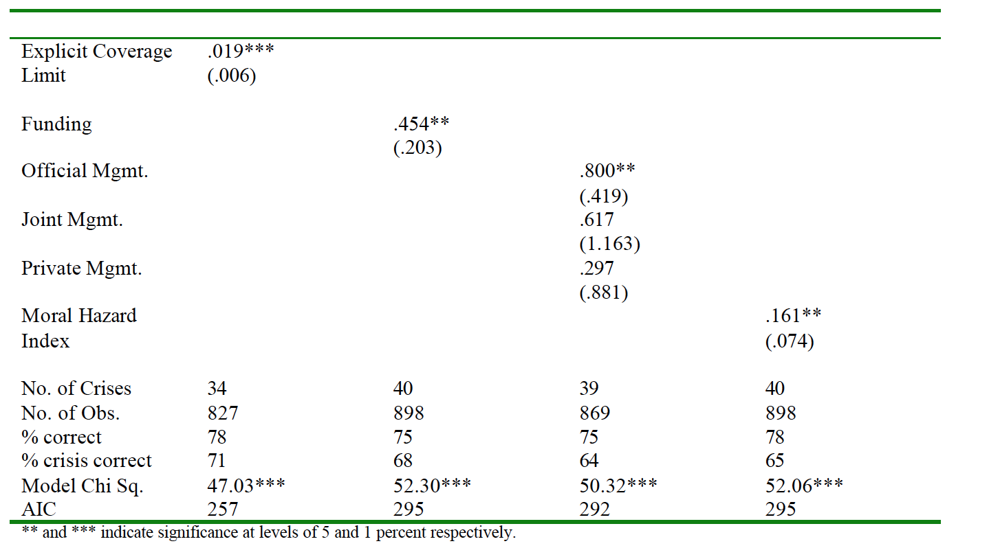 Explicit Coverage .019***
Limit (.006)
Funding .454**
(.203)
Official Mgmt. .800**
(.419)
Joint Mgmt. .617
(1.163)
Private Mgmt. .297
(.881)
Moral Hazard .161**
Index (.074)
No. of Crises 34 40 39 40
No. of Obs. 827 898 869 898
% correct 78 75 75 78
% crisis correct 71 68 64 65
Model Chi Sq. 47.03*** 52.30*** 50.32*** 52.06***
AIC 257 295 292 295
** and *** indicate significance at levels of 5 and 1 percent respectively.